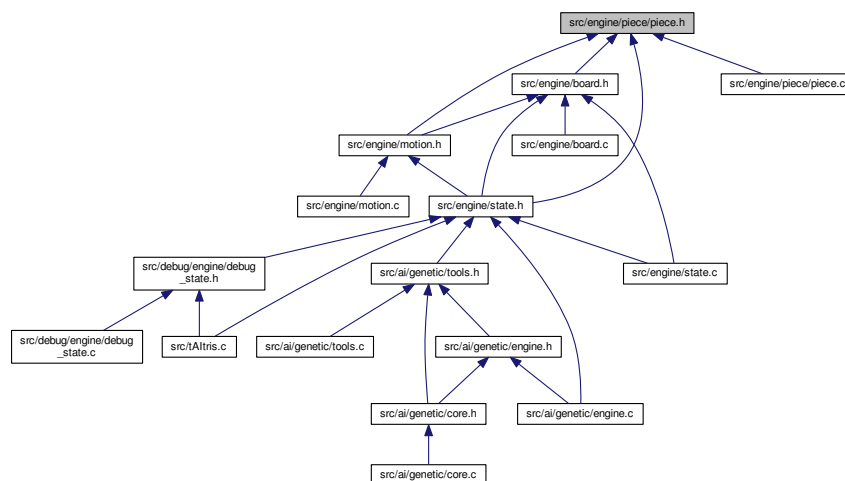 src/engine/piece/piece.h
src/engine/board.h
src/engine/piece/piece.c
src/engine/motion.h
src/engine/board.c
src/engine/motion.c
src/engine/state.h
src/debug/engine/debug
_state.h
src/ai/genetic/tools.h
src/engine/state.c
src/debug/engine/debug
_state.c
src/tAItris.c
src/ai/genetic/tools.c
src/ai/genetic/engine.h
src/ai/genetic/core.h
src/ai/genetic/engine.c
src/ai/genetic/core.c